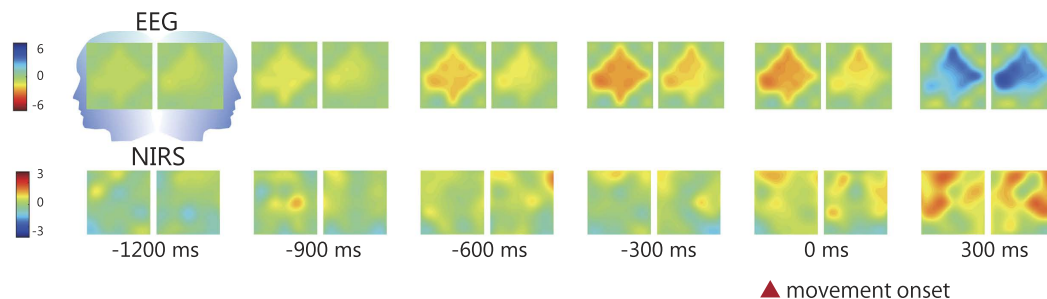 EEG
6
0
-6
NIRS
3
0
-3
-1200 ms
-900 ms
-600 ms
-300 ms
0 ms
300 ms
movement onset